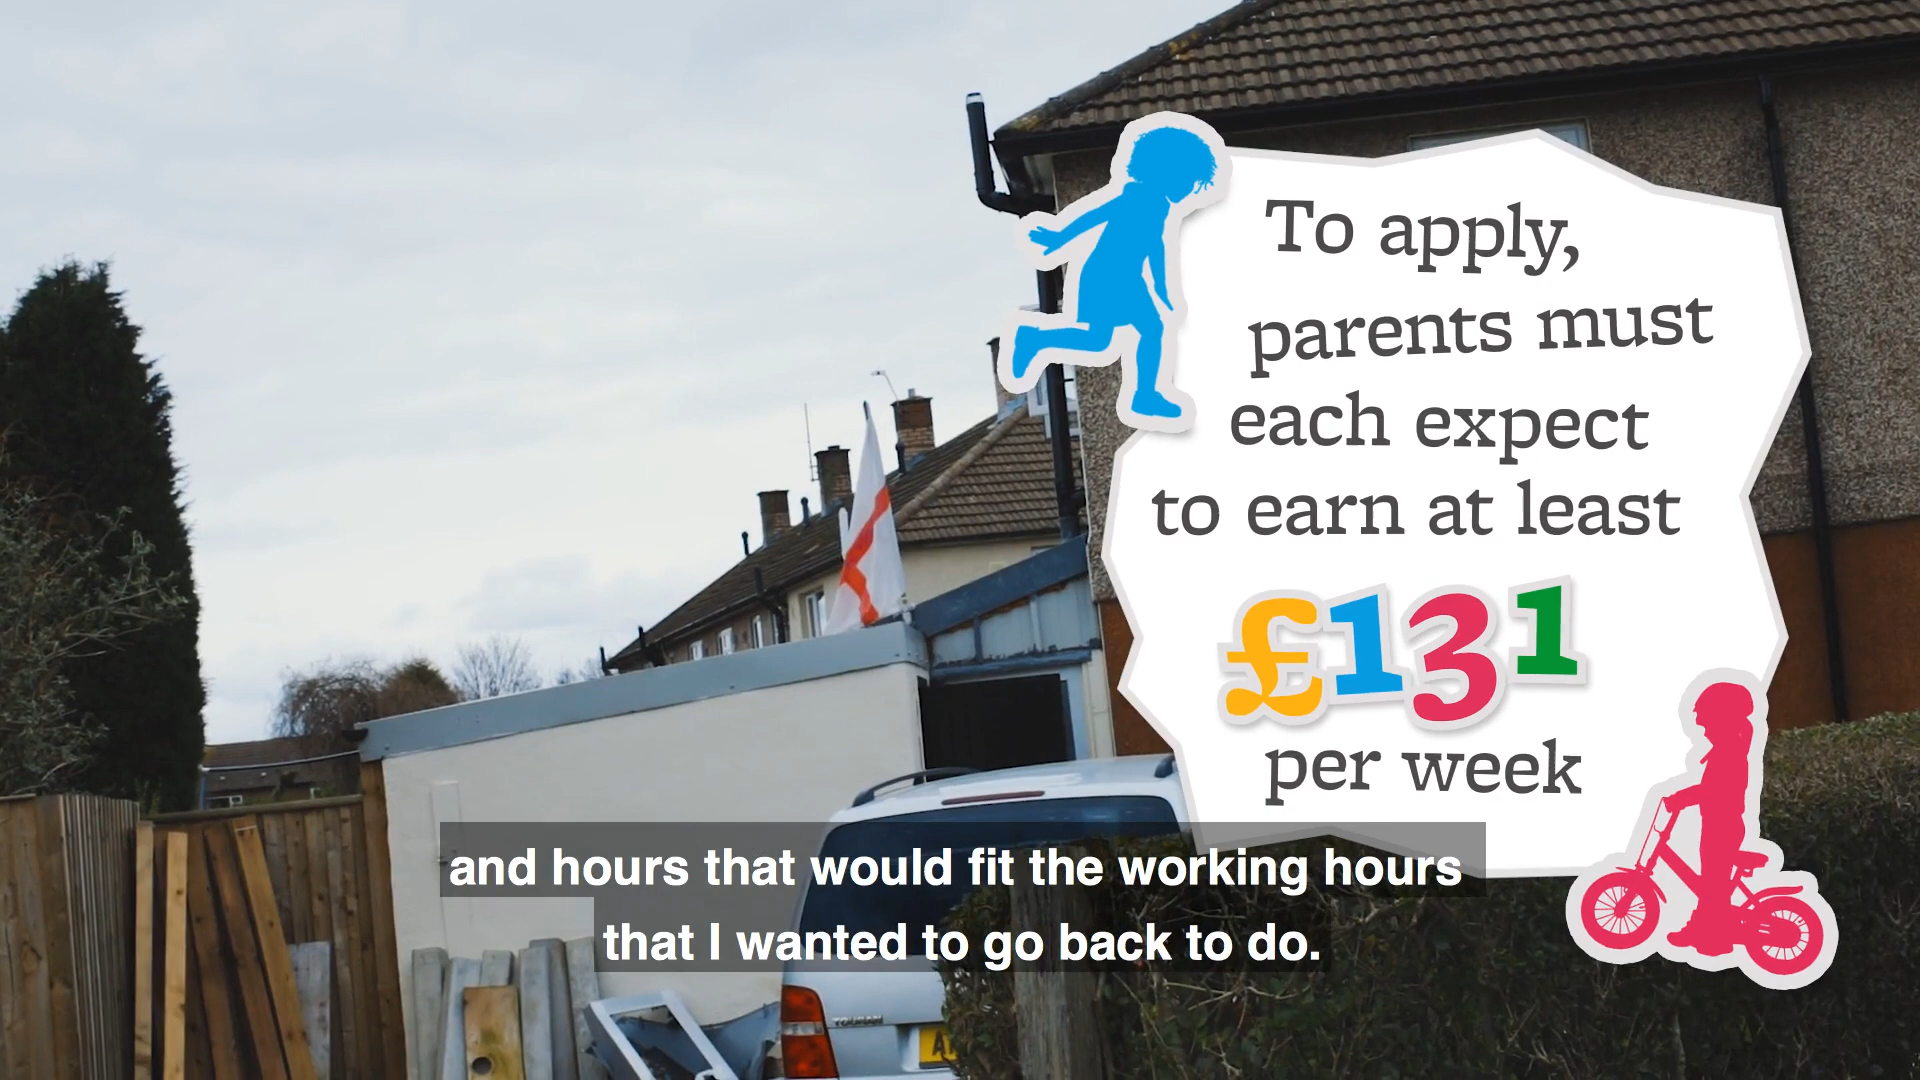 To apply,
parents must
each expect
to earn at least
£131
per week
and hours that would fit the working hours
that I wanted to go back to do.
TOURAN